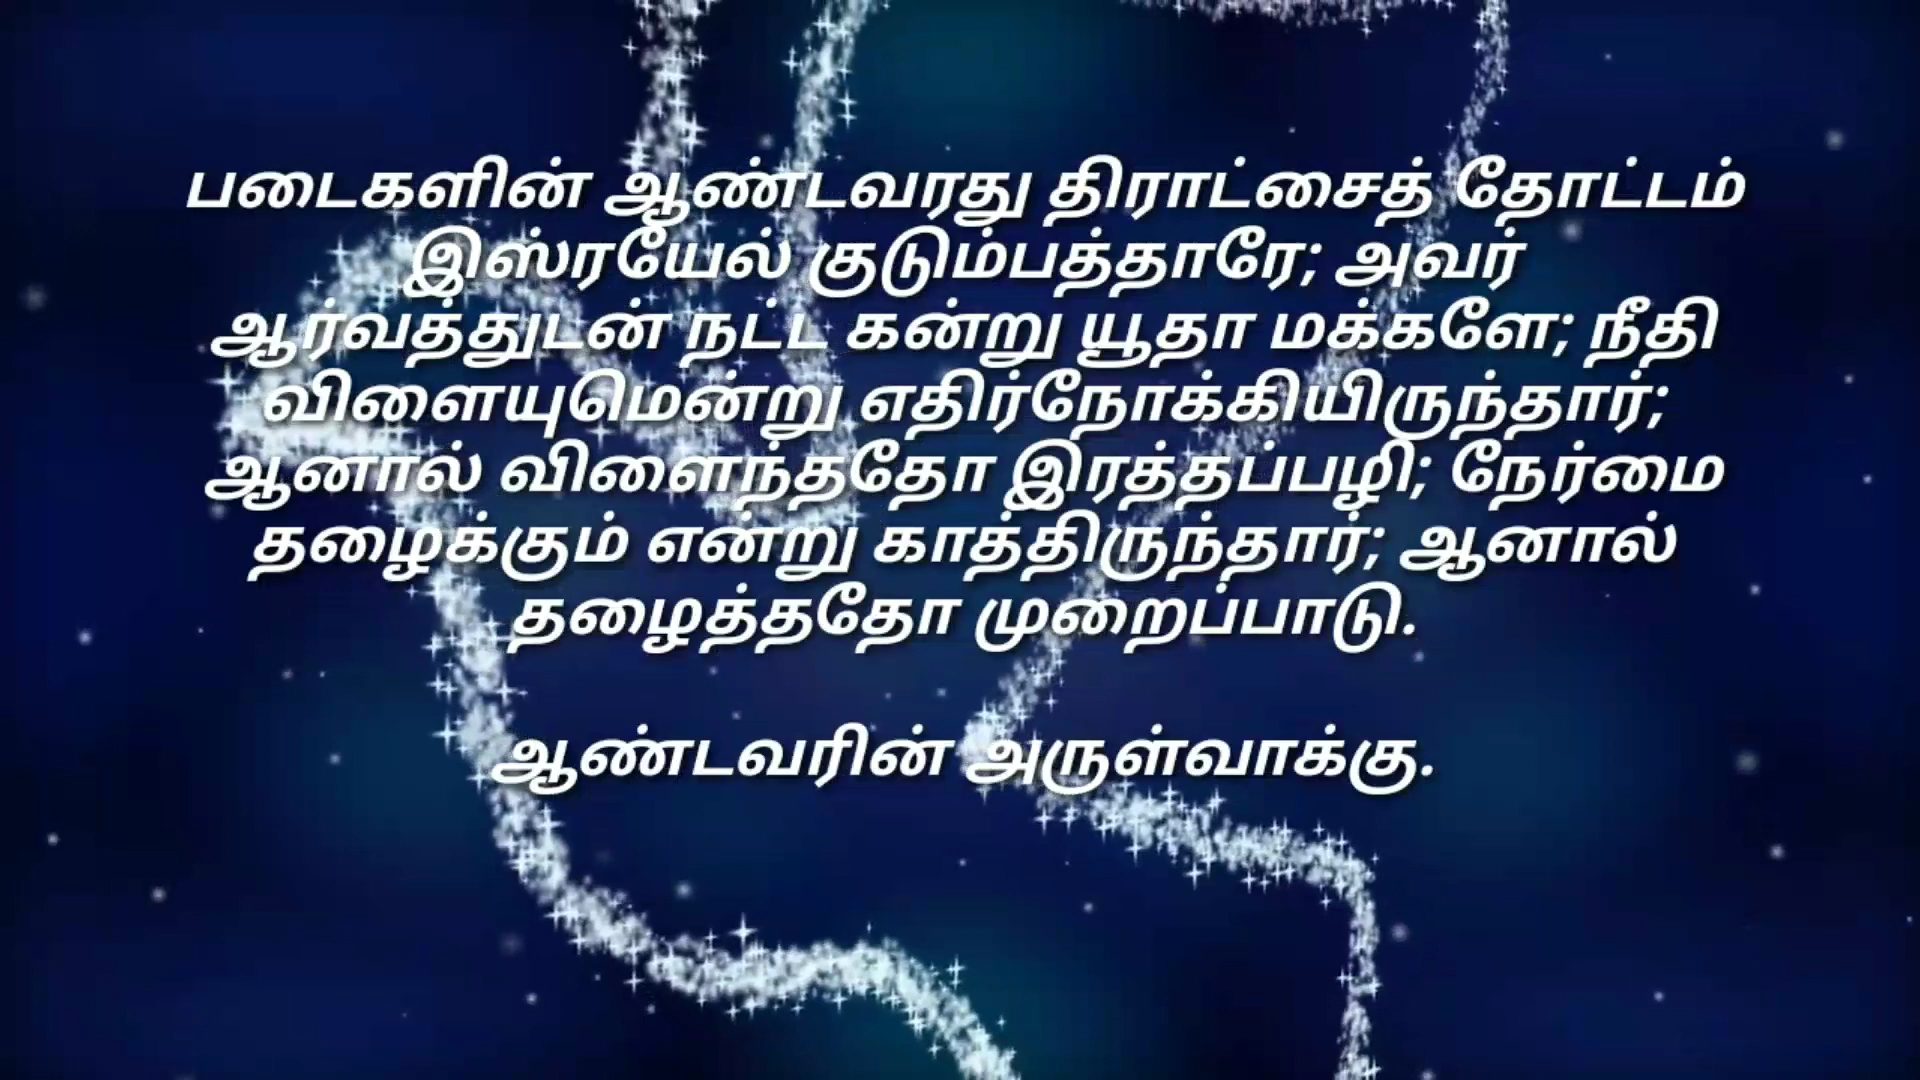 படைகளின் ஆண்டவரது திராட்சைத் தோட்டம்
இஸ்ரயேல் குடும்பத்தாரே; அவர்
ஆர்வத்துடன் நட்ட கன்று யூதா மக்களே; நீதி
விளையுமென்று எதிர்நோக்கியிருந்தார்;
ஆனால் விளைந்ததோ இரத்தப்பழி; நேர்மை
தழைக்கும் என்று காத்திருந்தார்; ஆனால்
தழைத்ததோ முறைப்பாடு.
ஆண்டவரின் அருள்வாக்கு.